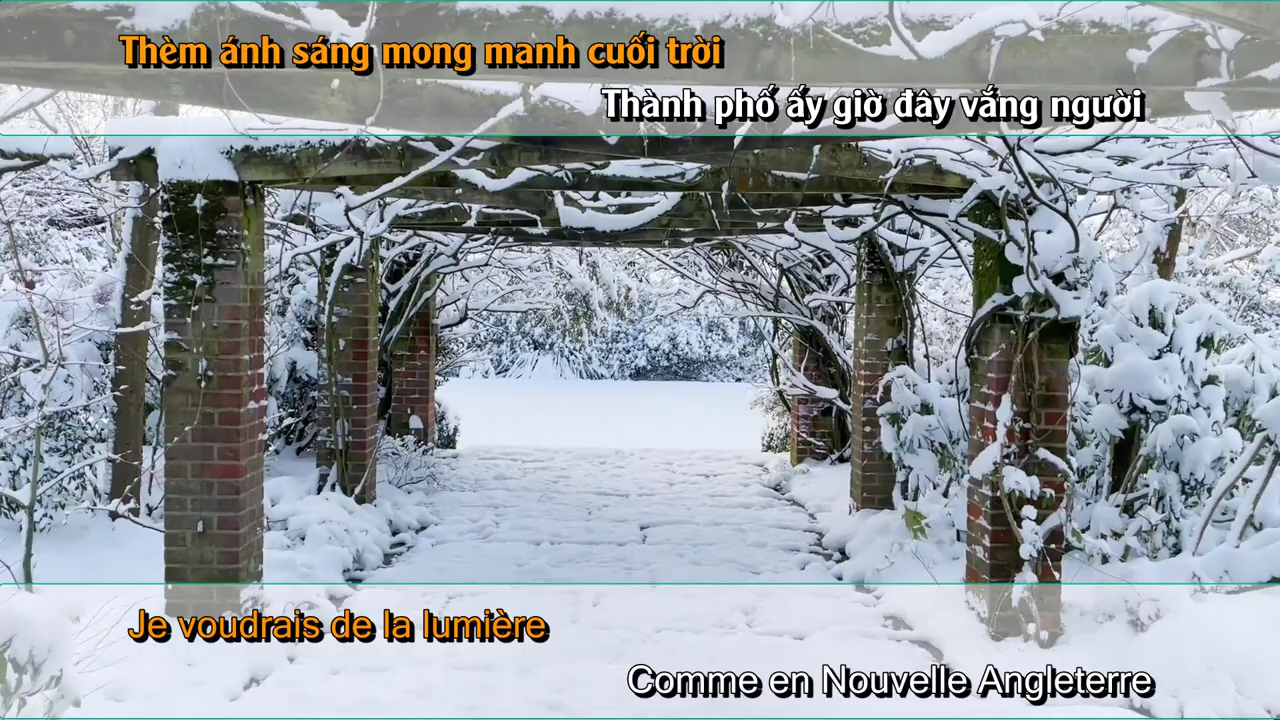 Thèm ánh sáng mong manh cuối trời
Thành phố ấy giờ đây vắng người
Je voudrais de la lumière
Comme en Nouvelle Angleterre